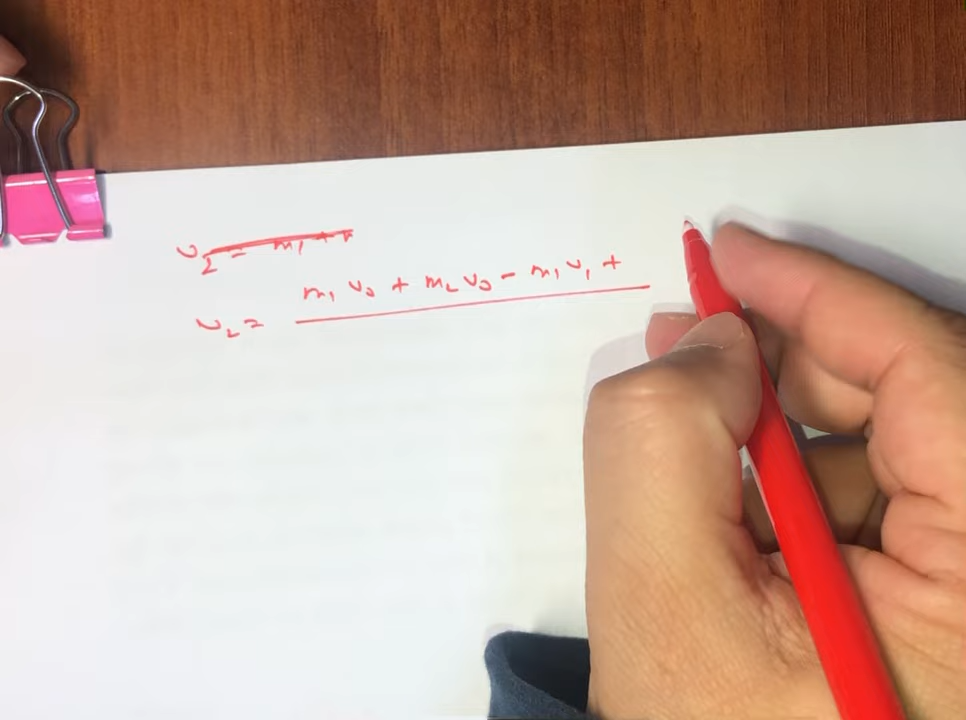 v₂ = m₁ + v
m₁ v₀ + m₂ v₀ - m₁ v₁ +
v₂ =